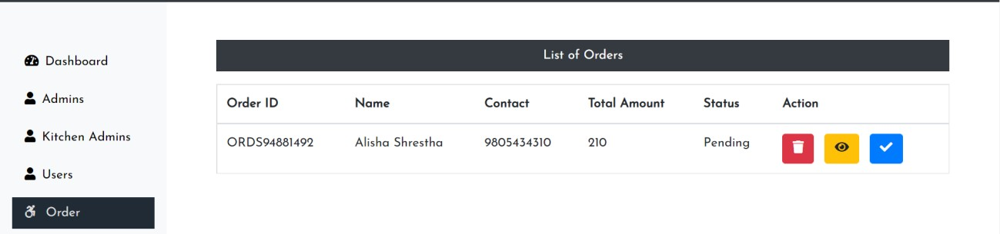 Dashboard
Admins
Kitchen Admins
Users
Order
List of Orders
Order ID Name Contact Total Amount Status Action
ORDS94881492 Alisha Shrestha 9805434310 210 Pending